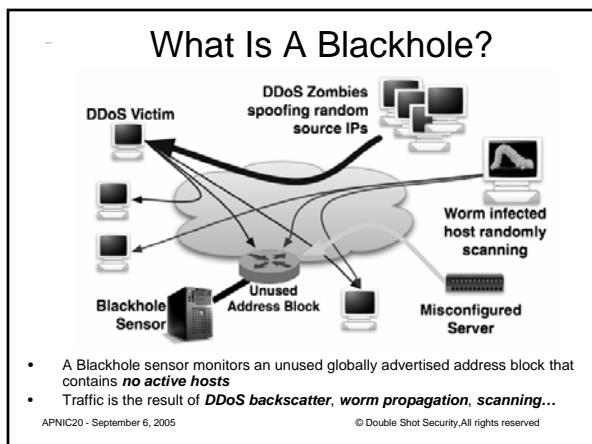 What Is A Blackhole?
DDoS Zombies
spoofing random
source IPs
DDoS Victim
Worm infected
host randomly
scanning
Unused
Address Block
Blackhole
Sensor
Misconfigured
Server
• A Blackhole sensor monitors an unused globally advertised address block that
contains no active hosts
• Traffic is the result of DDoS backscatter, worm propagation, scanning…
APNIC20 - September 6, 2005
© Double Shot Security,All rights reserved